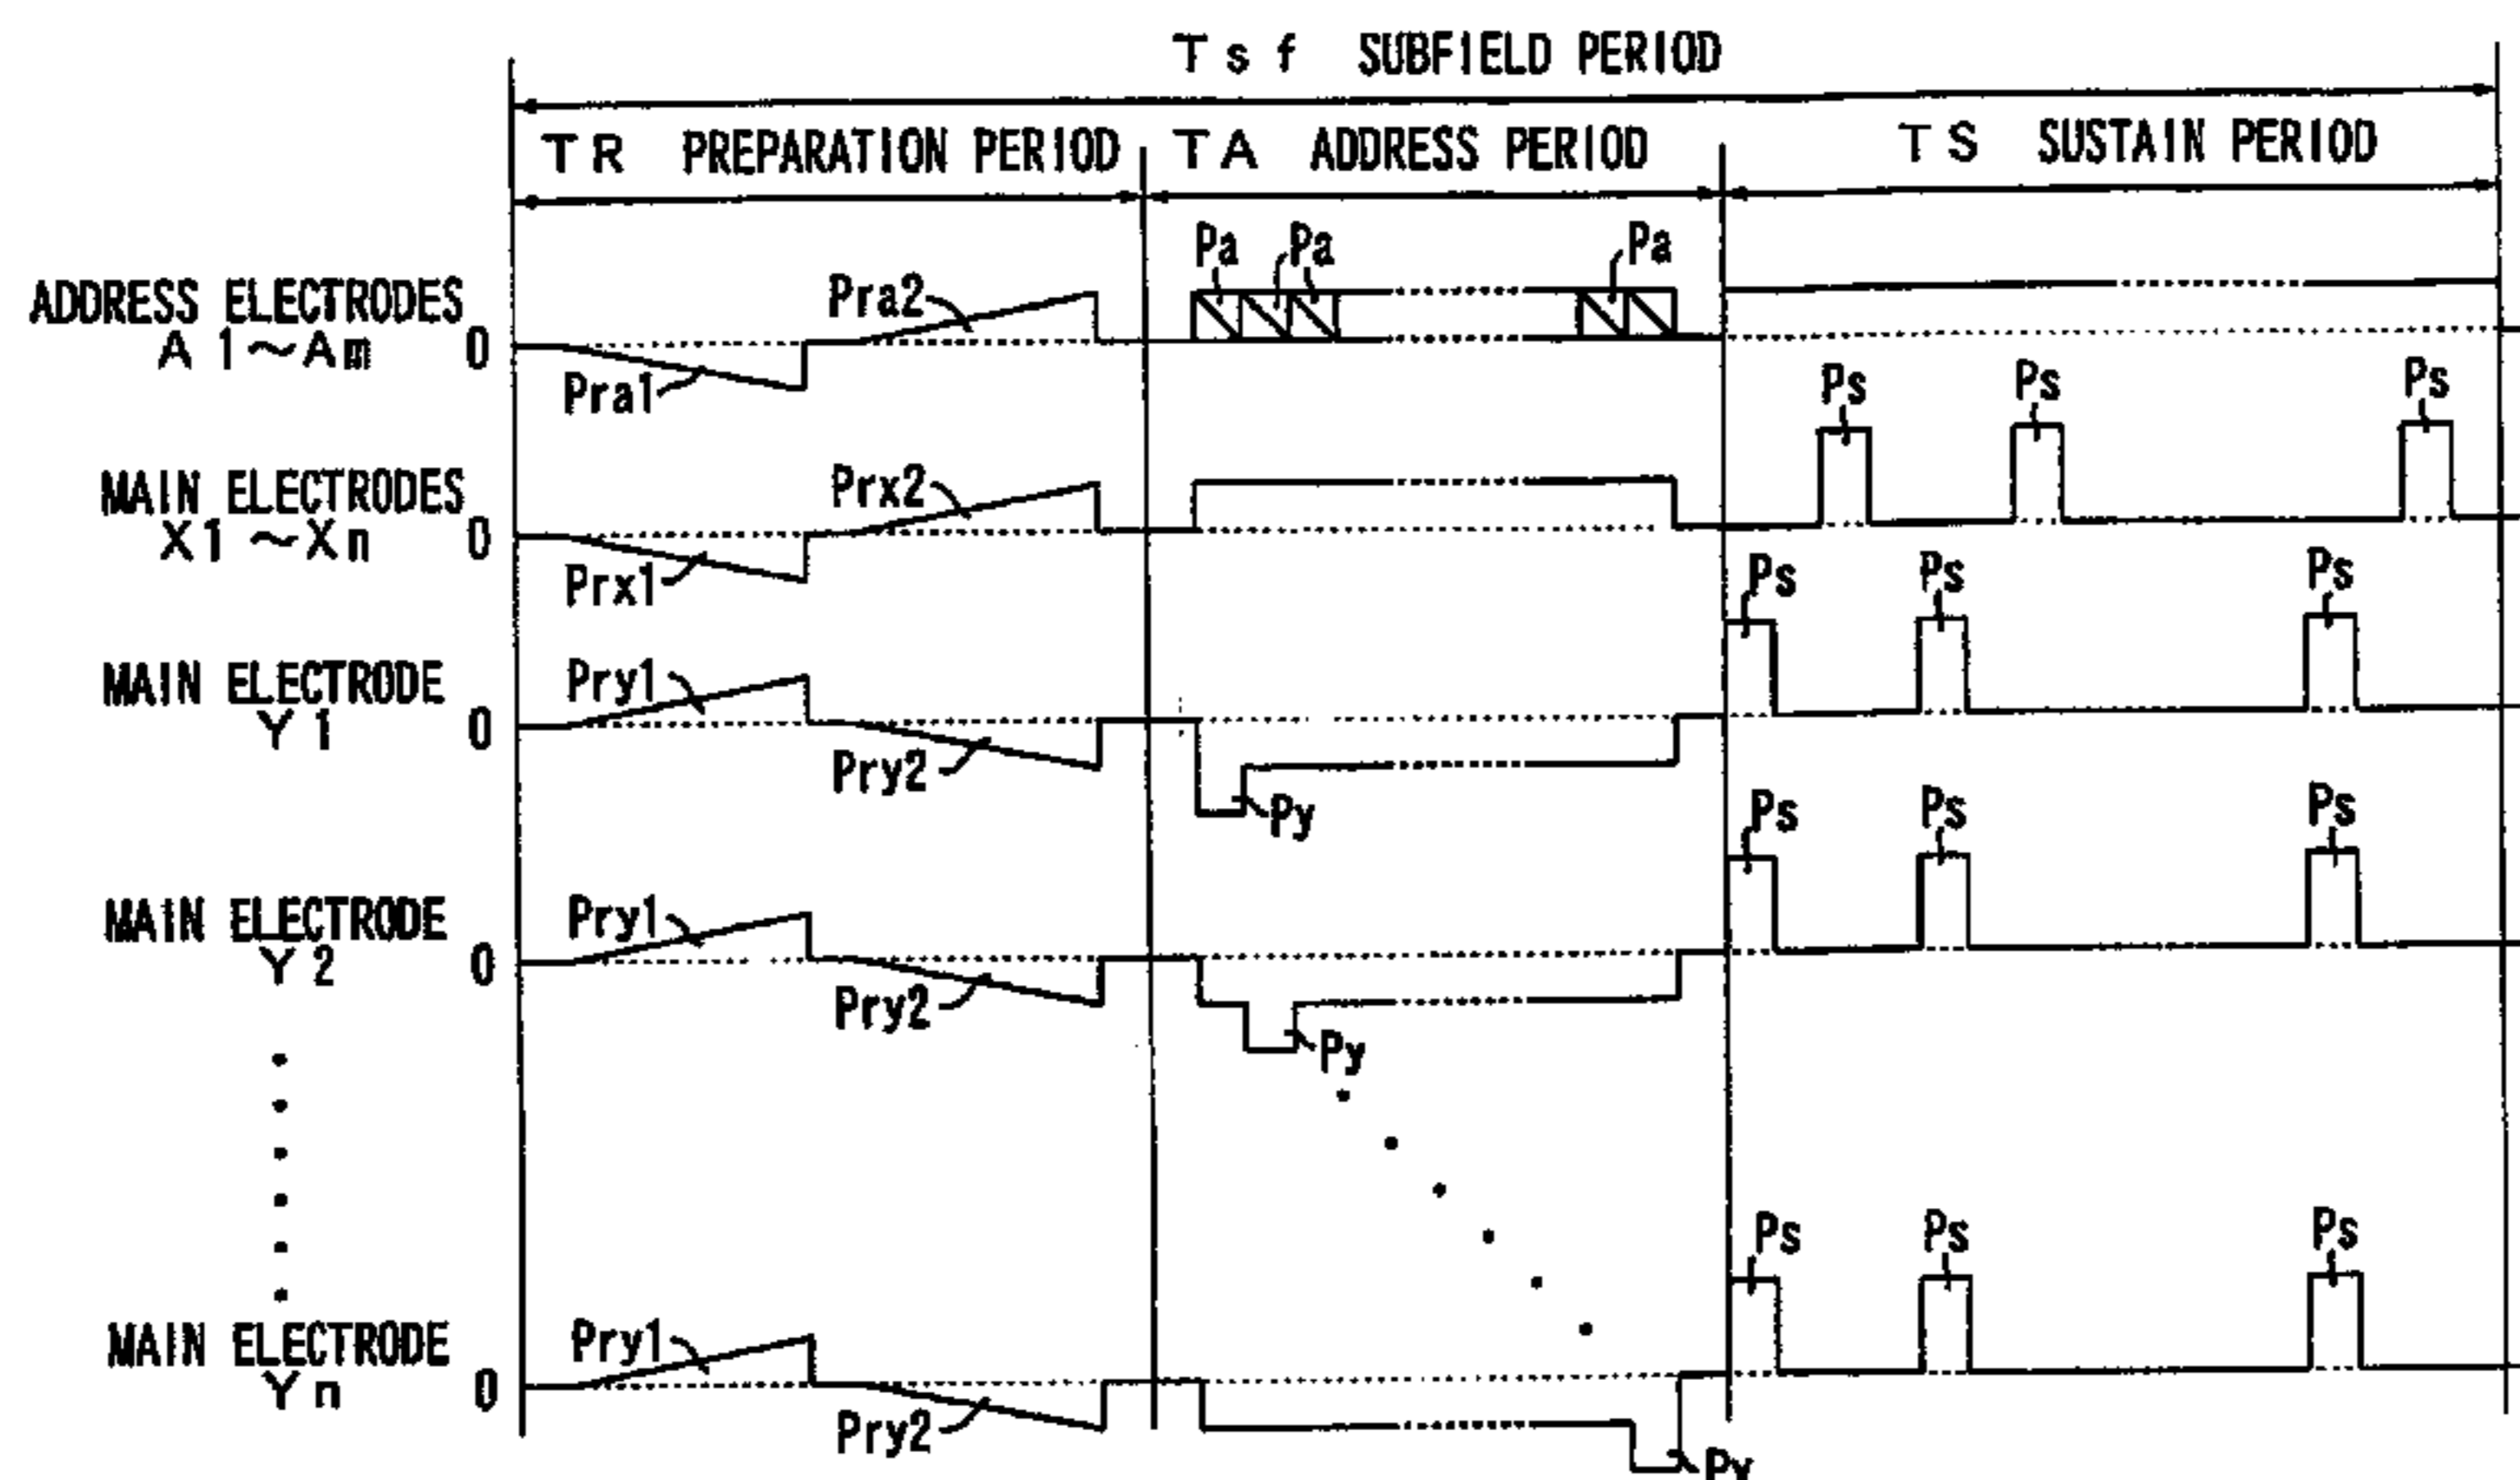 Tsf SUBFIELD PERIOD
TR PREPARATION PERIOD TA ADDRESS PERIOD TS SUSTAIN PERIOD
Pa Pa Pa
ADDRESS ELECTRODES
A1～Am 0
Pra2
Pra1
Ps Ps Ps
MAIN ELECTRODES
X1～Xn 0
Prx2
Prx1
Ps Ps Ps
MAIN ELECTRODE
Y1 0
Pry1
Pry2
Py
Ps Ps Ps
MAIN ELECTRODE
Y2 0
Pry1
Pry2
Py
Ps Ps Ps
MAIN ELECTRODE
Yn 0
Pry1
Pry2
Py